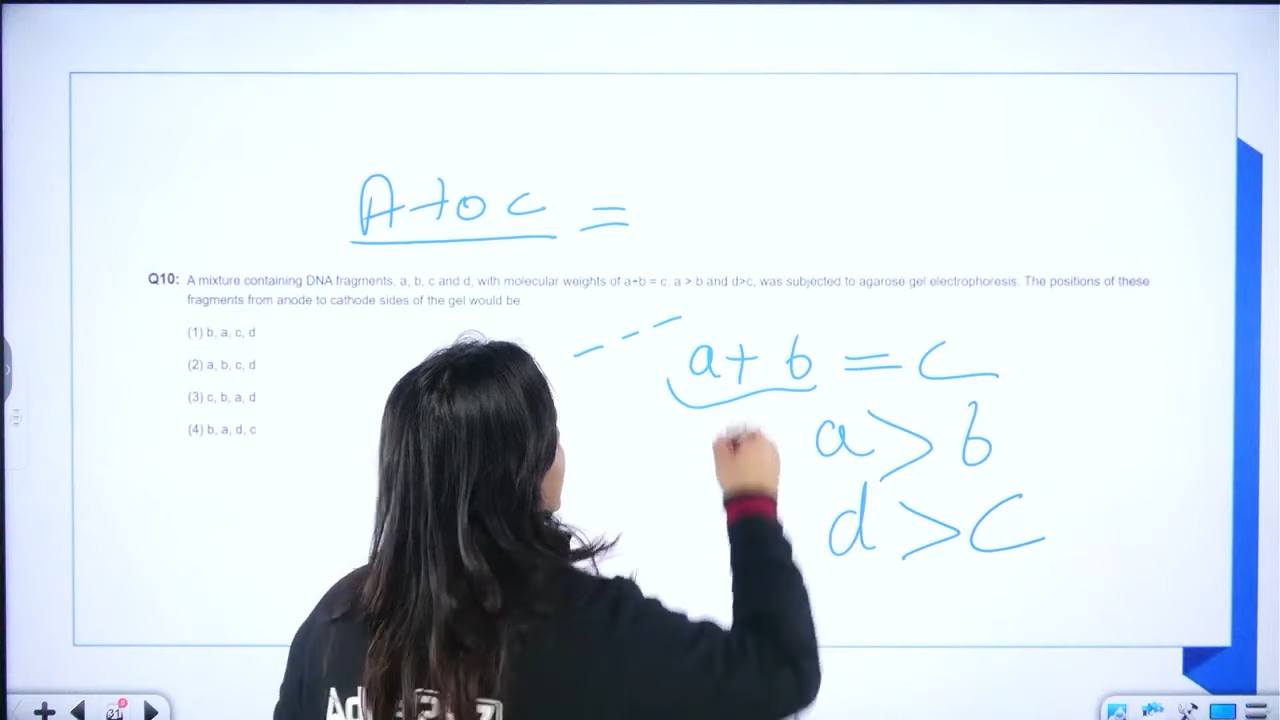 A to c =
Q10: A mixture containing DNA fragments, a, b, c and d, with molecular weights of a+b = c, a > b and d>c, was subjected to agarose gel electrophoresis. The positions of these
fragments from anode to cathode sides of the gel would be
(1) b, a, c, d
(2) a, b, c, d
(3) c, b, a, d
(4) b, a, d, c
a + b = c
a > b
d > c